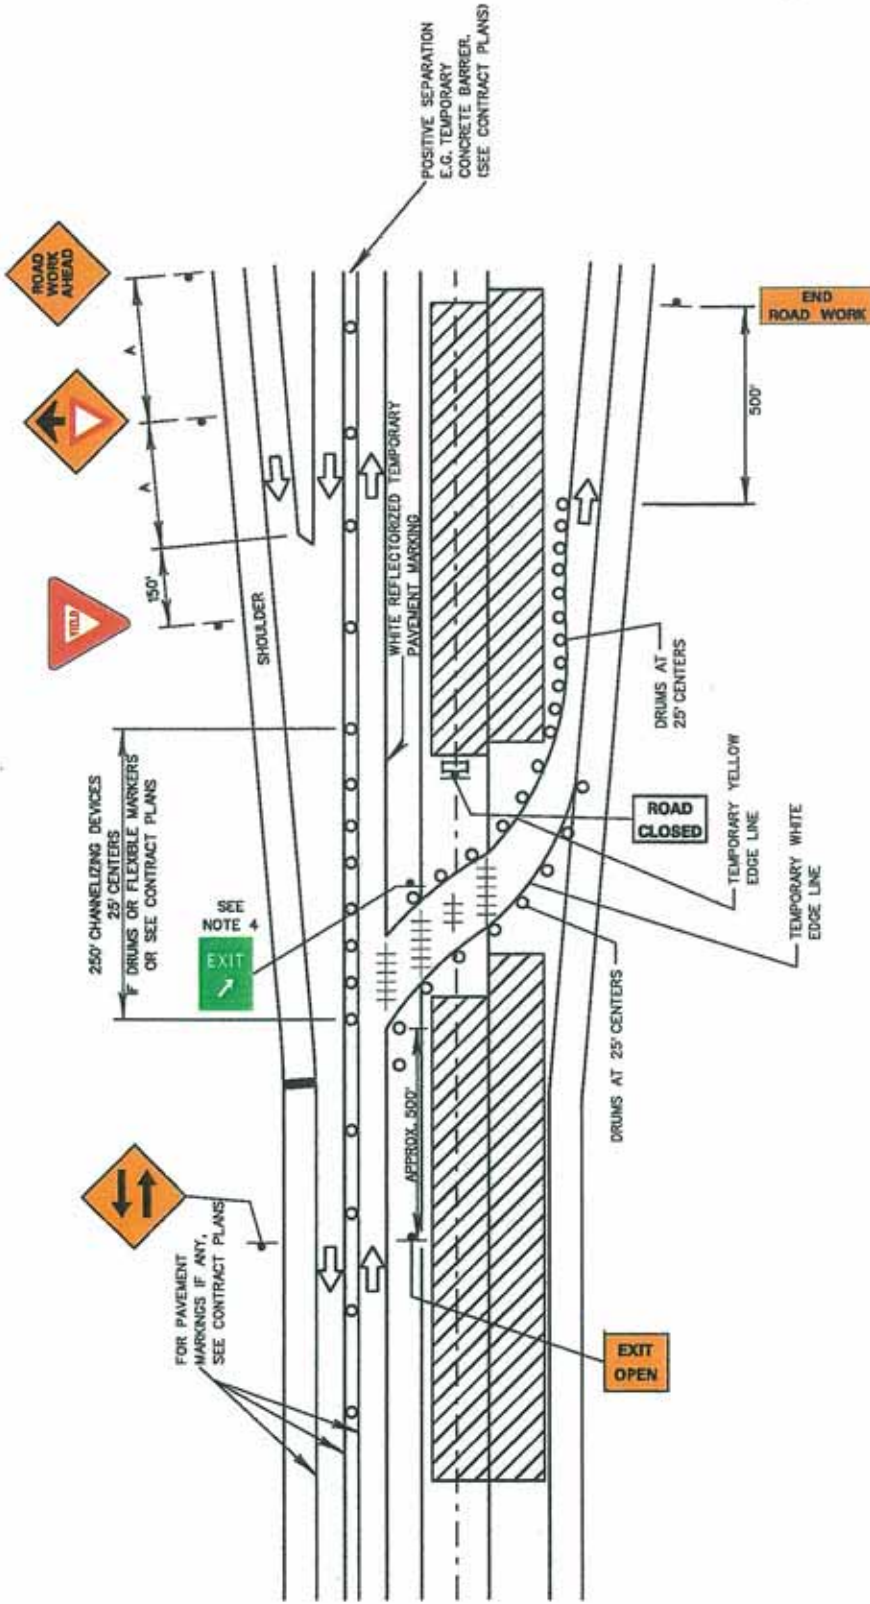 ROAD
WORK
AHEAD
A
A
150'
YIELD
SHOULDER
POSITIVE SEPARATION
E.G. TEMPORARY
CONCRETE BARRIER.
(SEE CONTRACT PLANS)
250' CHANNELIZING DEVICES
25' CENTERS
IF DRUMS OR FLEXIBLE MARKERS
OR SEE CONTRACT PLANS
WHITE REFLECTORIZED TEMPORARY
PAVEMENT MARKING
SEE
NOTE 4
EXIT
FOR PAVEMENT
MARKINGS IF ANY,
SEE CONTRACT PLANS
APPROX. 500'
EXIT
OPEN
DRUMS AT 25' CENTERS
TEMPORARY WHITE
EDGE LINE
TEMPORARY YELLOW
EDGE LINE
ROAD
CLOSED
DRUMS AT
25' CENTERS
500'
END
ROAD WORK